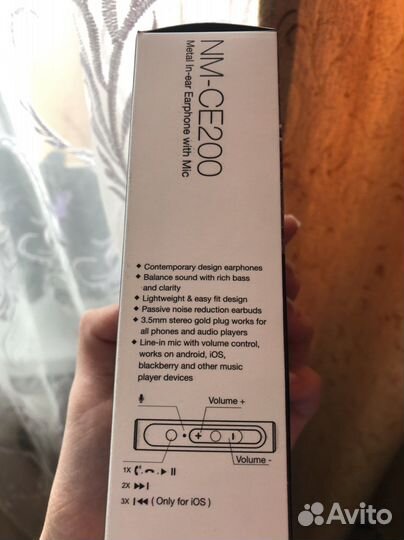 NM-CE200
Metal In-ear Earphone with Mic
◆ Contemporary design earphones
◆ Balance sound with rich bass
and clarity
◆ Lightweight & easy fit design
◆ Passive noise reduction earbuds
◆ 3.5mm stereo gold plug works for
all phones and audio players
◆ Line-in mic with volume control,
works on android, iOS,
blackberry and other music
player devices
Volume +
Volume -
1X
2X
3X ( Only for iOS )
Avito